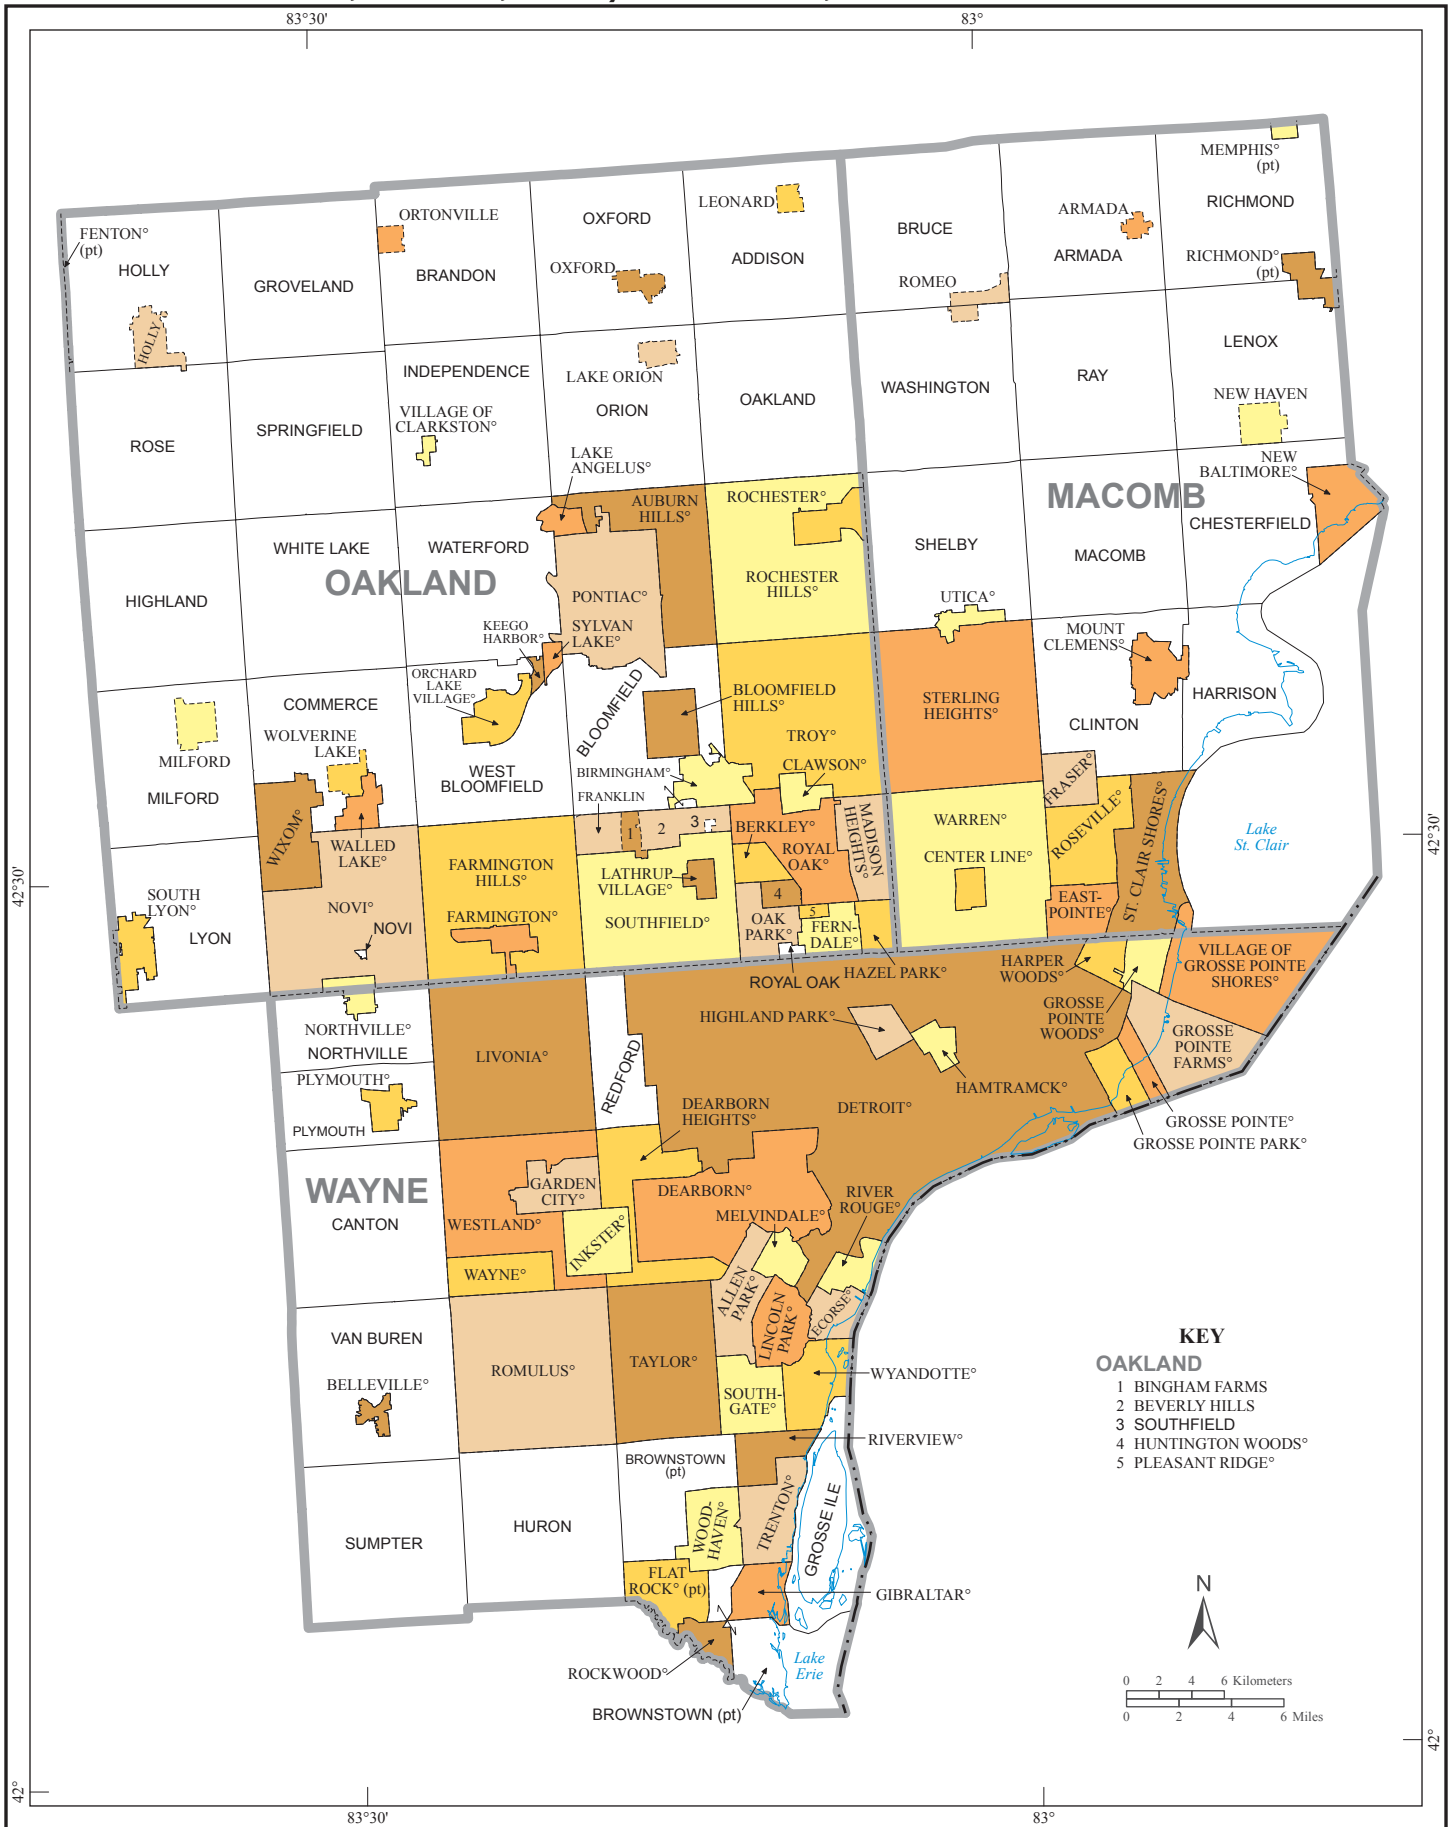 83°30'
83°
MEMPHIS°
(pt)
RICHMOND
LEONARD
ARMADA
ORTONVILLE
OXFORD
BRUCE
FENTON°
(pt)
HOLLY
ADDISON
ARMADA
RICHMOND°
(pt)
BRANDON
OXFORD
GROVELAND
ROMEO
HOLLY
LENOX
INDEPENDENCE
LAKE ORION
ORION
OAKLAND
WASHINGTON
RAY
NEW HAVEN
VILLAGE OF
CLARKSTON°
SPRINGFIELD
ROSE
LAKE
ANGELUS°
NEW
BALTIMORE°
MACOMB
AUBURN
HILLS°
ROCHESTER°
CHESTERFIELD
WHITE LAKE
WATERFORD
SHELBY
MACOMB
OAKLAND
ROCHESTER
HILLS°
HIGHLAND
PONTIAC°
UTICA°
KEEGO
HARBOR°
SYLVAN
LAKE°
MOUNT
CLEMENS°
ORCHARD
LAKE
VILLAGE°
BLOOMFIELD
BLOOMFIELD
HILLS°
STERLING
HEIGHTS°
HARRISON
COMMERCE
CLINTON
WOLVERINE
LAKE
TROY°
MILFORD
WEST
BLOOMFIELD
BIRMINGHAM°
CLAWSON°
FRASER°
MILFORD
FRANKLIN
WIXOM°
1
2
3
BERKLEY°
MADISON
HEIGHTS°
WARREN°
ROSEVILLE°
ST. CLAIR SHORES°
Lake
St. Clair
42°30'
42°30'
WALLED
LAKE°
FARMINGTON
HILLS°
ROYAL
OAK°
CENTER LINE°
LATHRUP
VILLAGE°
SOUTH
LYON°
NOVI°
4
EAST-
POINTE°
LYON
NOVI
FARMINGTON°
SOUTHFIELD°
OAK
PARK°
5
FERN-
DALE°
HAZEL PARK°
ROYAL OAK
HARPER
WOODS°
VILLAGE OF
GROSSE POINTE
SHORES°
NORTHVILLE°
NORTHVILLE
HIGHLAND PARK°
GROSSE
POINTE
WOODS°
GROSSE
POINTE
FARMS°
LIVONIA°
REDFORD
PLYMOUTH°
HAMTRAMCK°
PLYMOUTH
DEARBORN
HEIGHTS°
DETROIT°
GROSSE POINTE°
GROSSE POINTE PARK°
WAYNE
CANTON
GARDEN
CITY°
DEARBORN°
RIVER
ROUGE°
WESTLAND°
MELVINDALE°
INKSTER°
WAYNE°
ALLEN
PARK°
LINCOLN
PARK°
ECORSE°
VAN BUREN
ROMULUS°
TAYLOR°
KEY
OAKLAND
1 BINGHAM FARMS
2 BEVERLY HILLS
3 SOUTHFIELD
4 HUNTINGTON WOODS°
5 PLEASANT RIDGE°
WYANDOTTE°
BELLEVILLE°
SOUTH-
GATE°
RIVERVIEW°
BROWNSTOWN
(pt)
TRENTON°
GROSSE ILE
WOOD-
HAVEN°
SUMPTER
HURON
FLAT
ROCK° (pt)
GIBRALTAR°
N
ROCKWOOD°
Lake
Erie
BROWNSTOWN (pt)
0 2 4 6 Kilometers
0 2 4 6 Miles
42°
42°
83°30'
83°